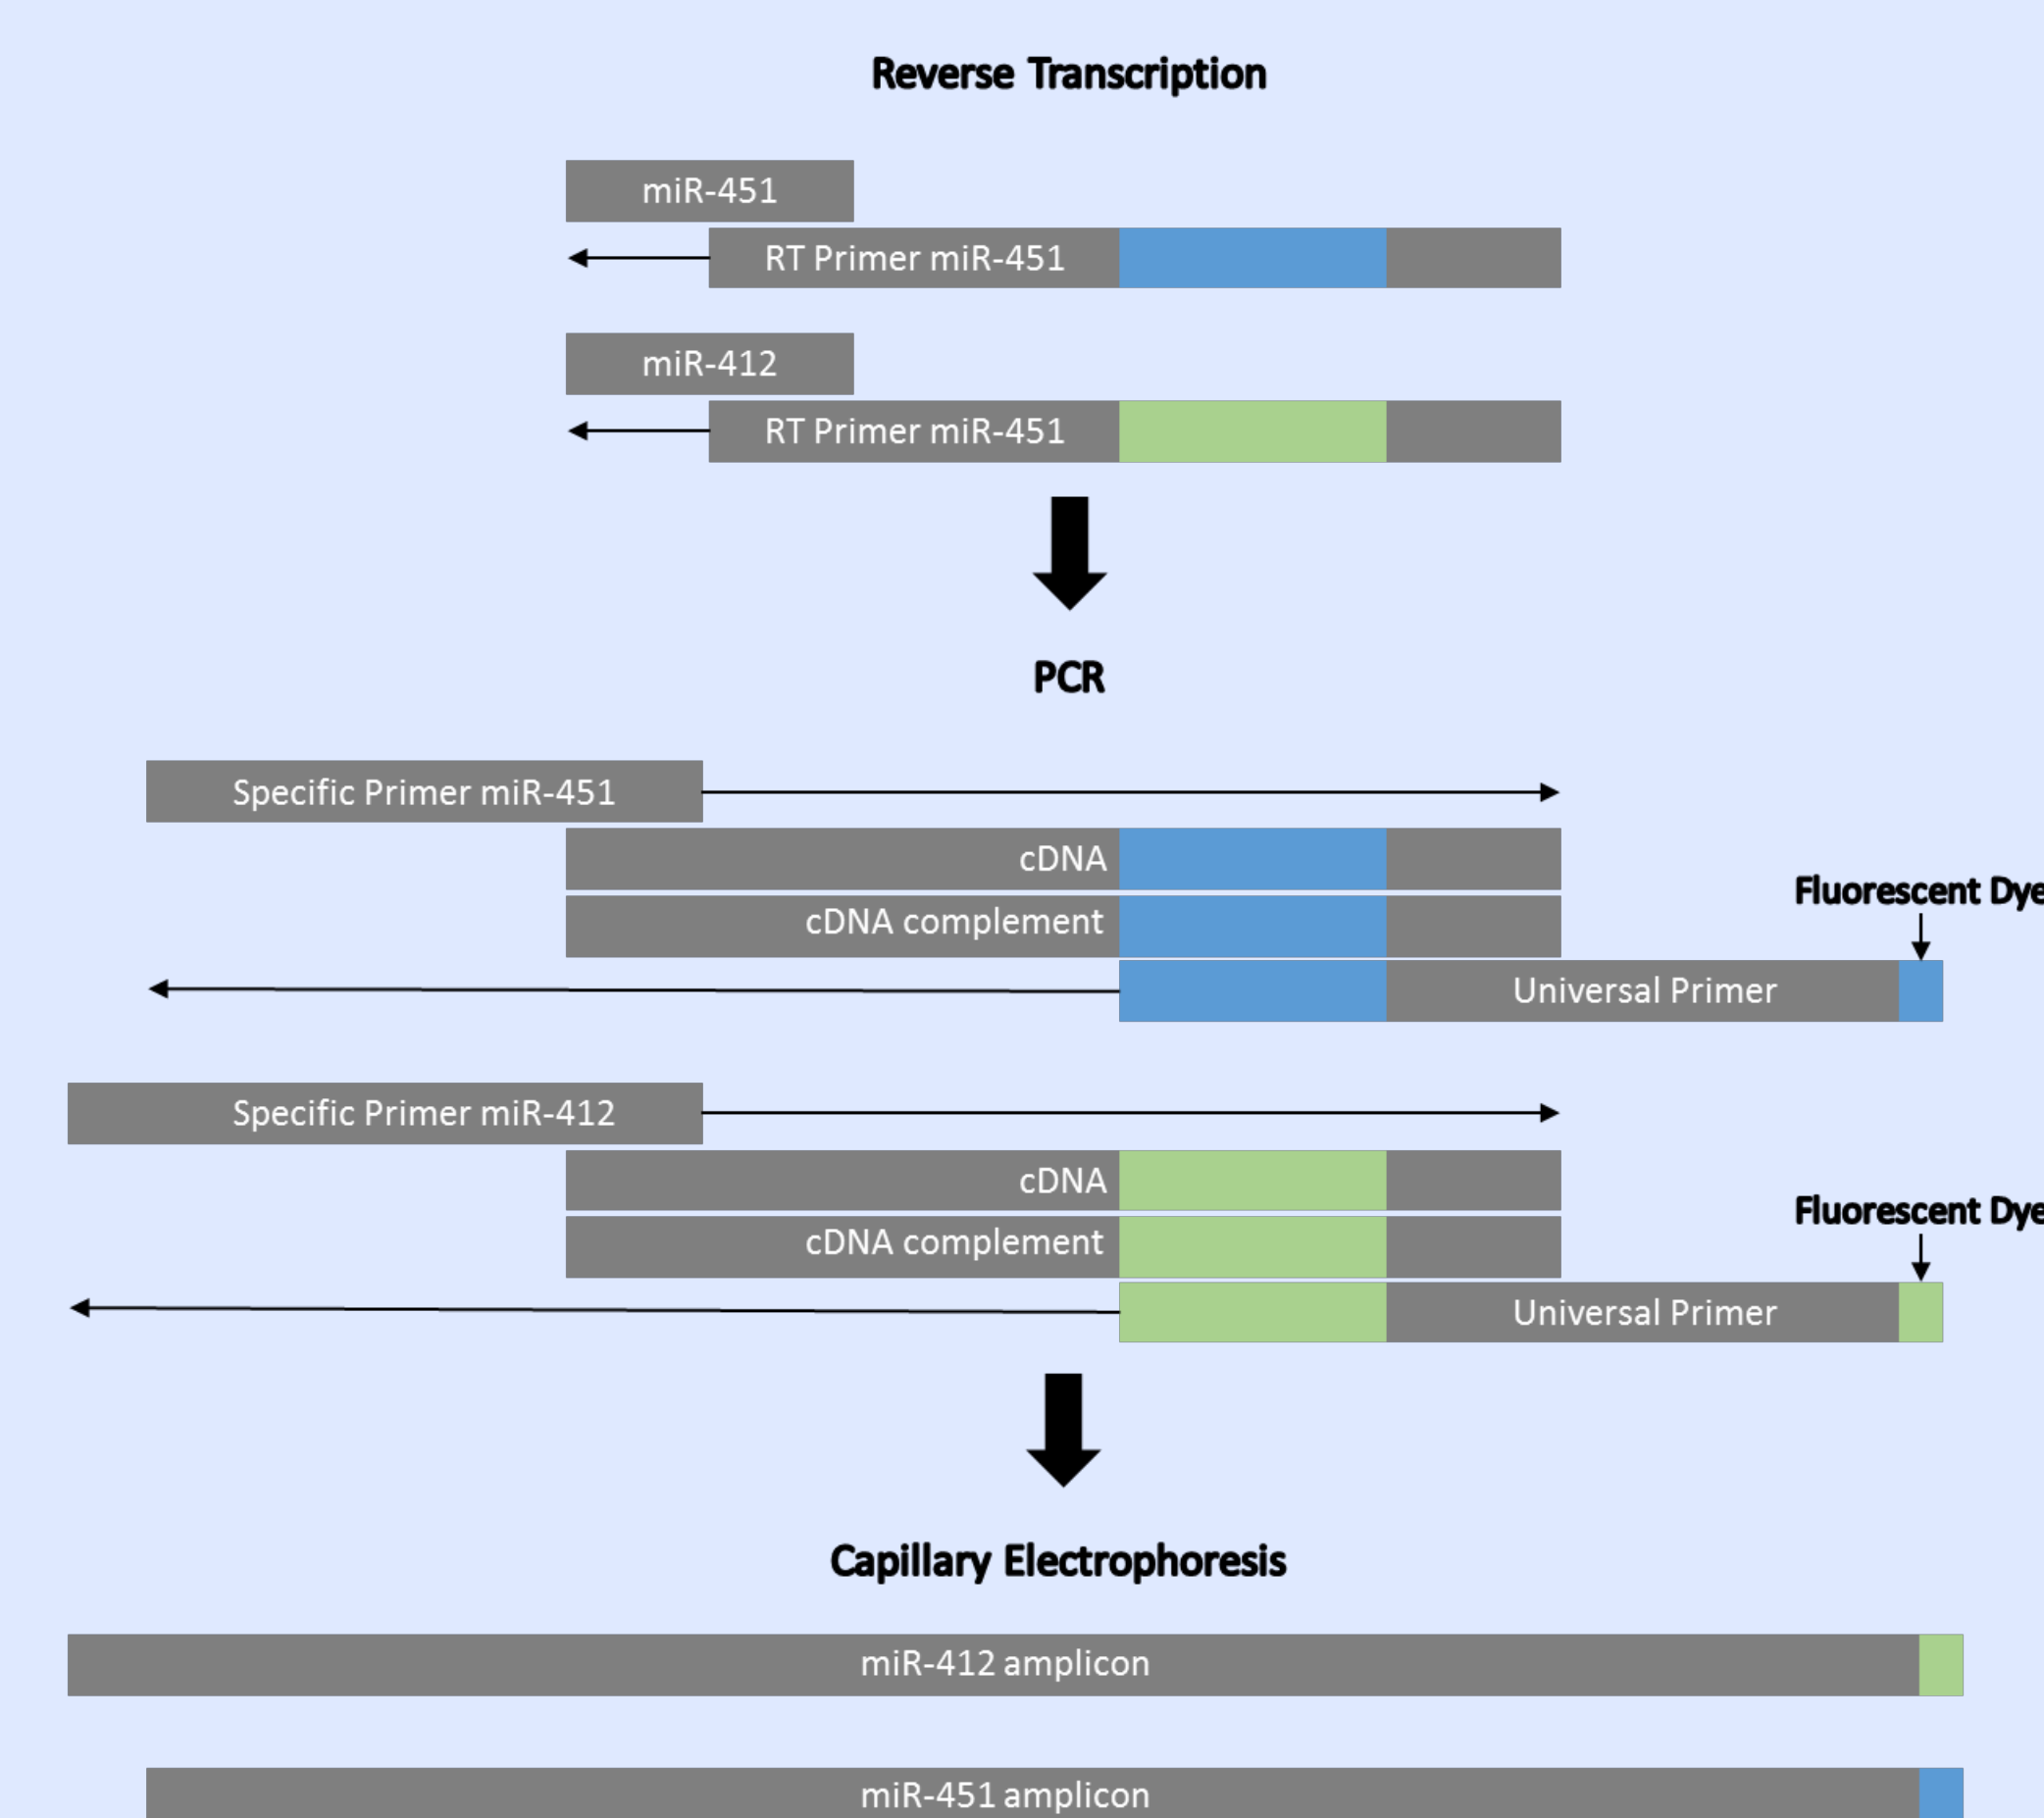 Reverse Transcription
miR-451
RT Primer miR-451
miR-412
RT Primer miR-451
PCR
Specific Primer miR-451
cDNA
Fluorescent Dye
cDNA complement
Universal Primer
Specific Primer miR-412
cDNA
Fluorescent Dye
cDNA complement
Universal Primer
Capillary Electrophoresis
miR-412 amplicon
miR-451 amplicon